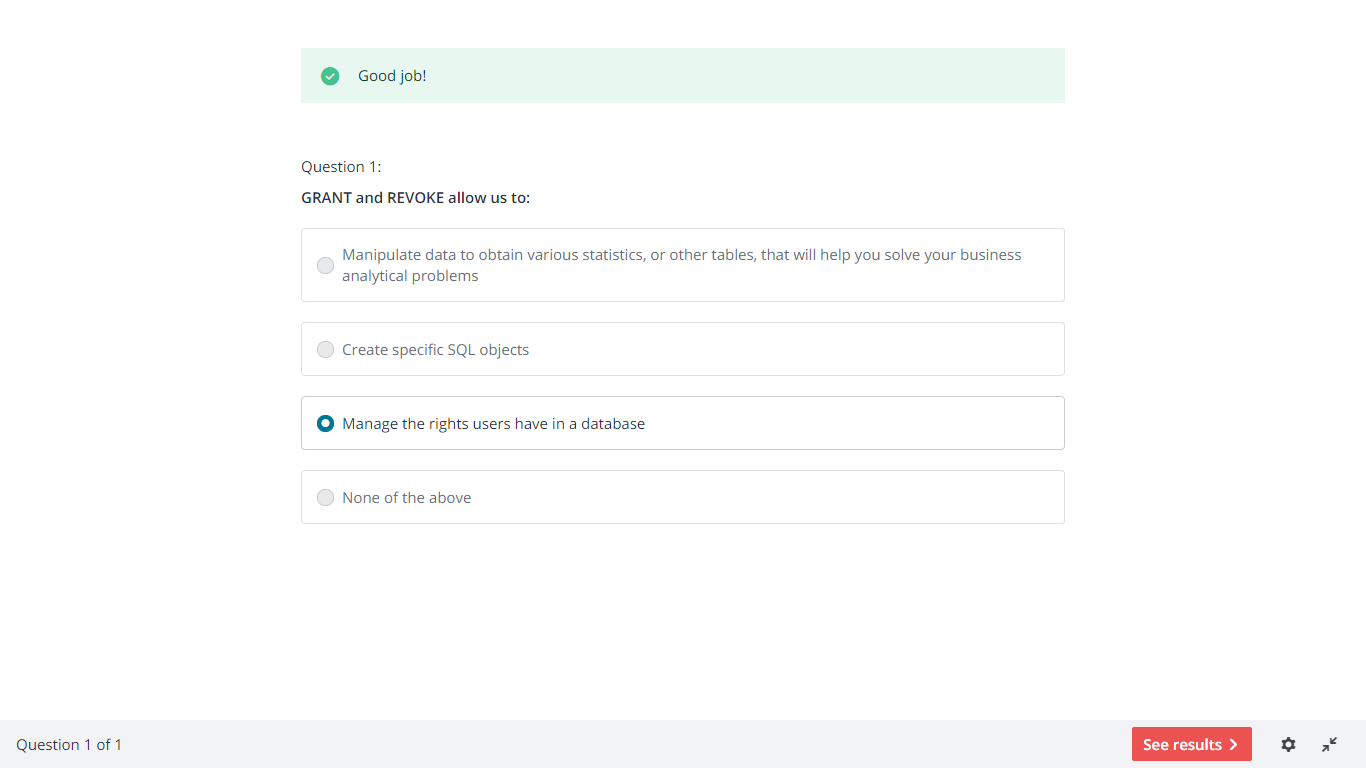 Good job!
Question 1:
GRANT and REVOKE allow us to:
Manipulate data to obtain various statistics, or other tables, that will help you solve your business
analytical problems
Create specific SQL objects
Manage the rights users have in a database
None of the above
Question 1 of 1
See results